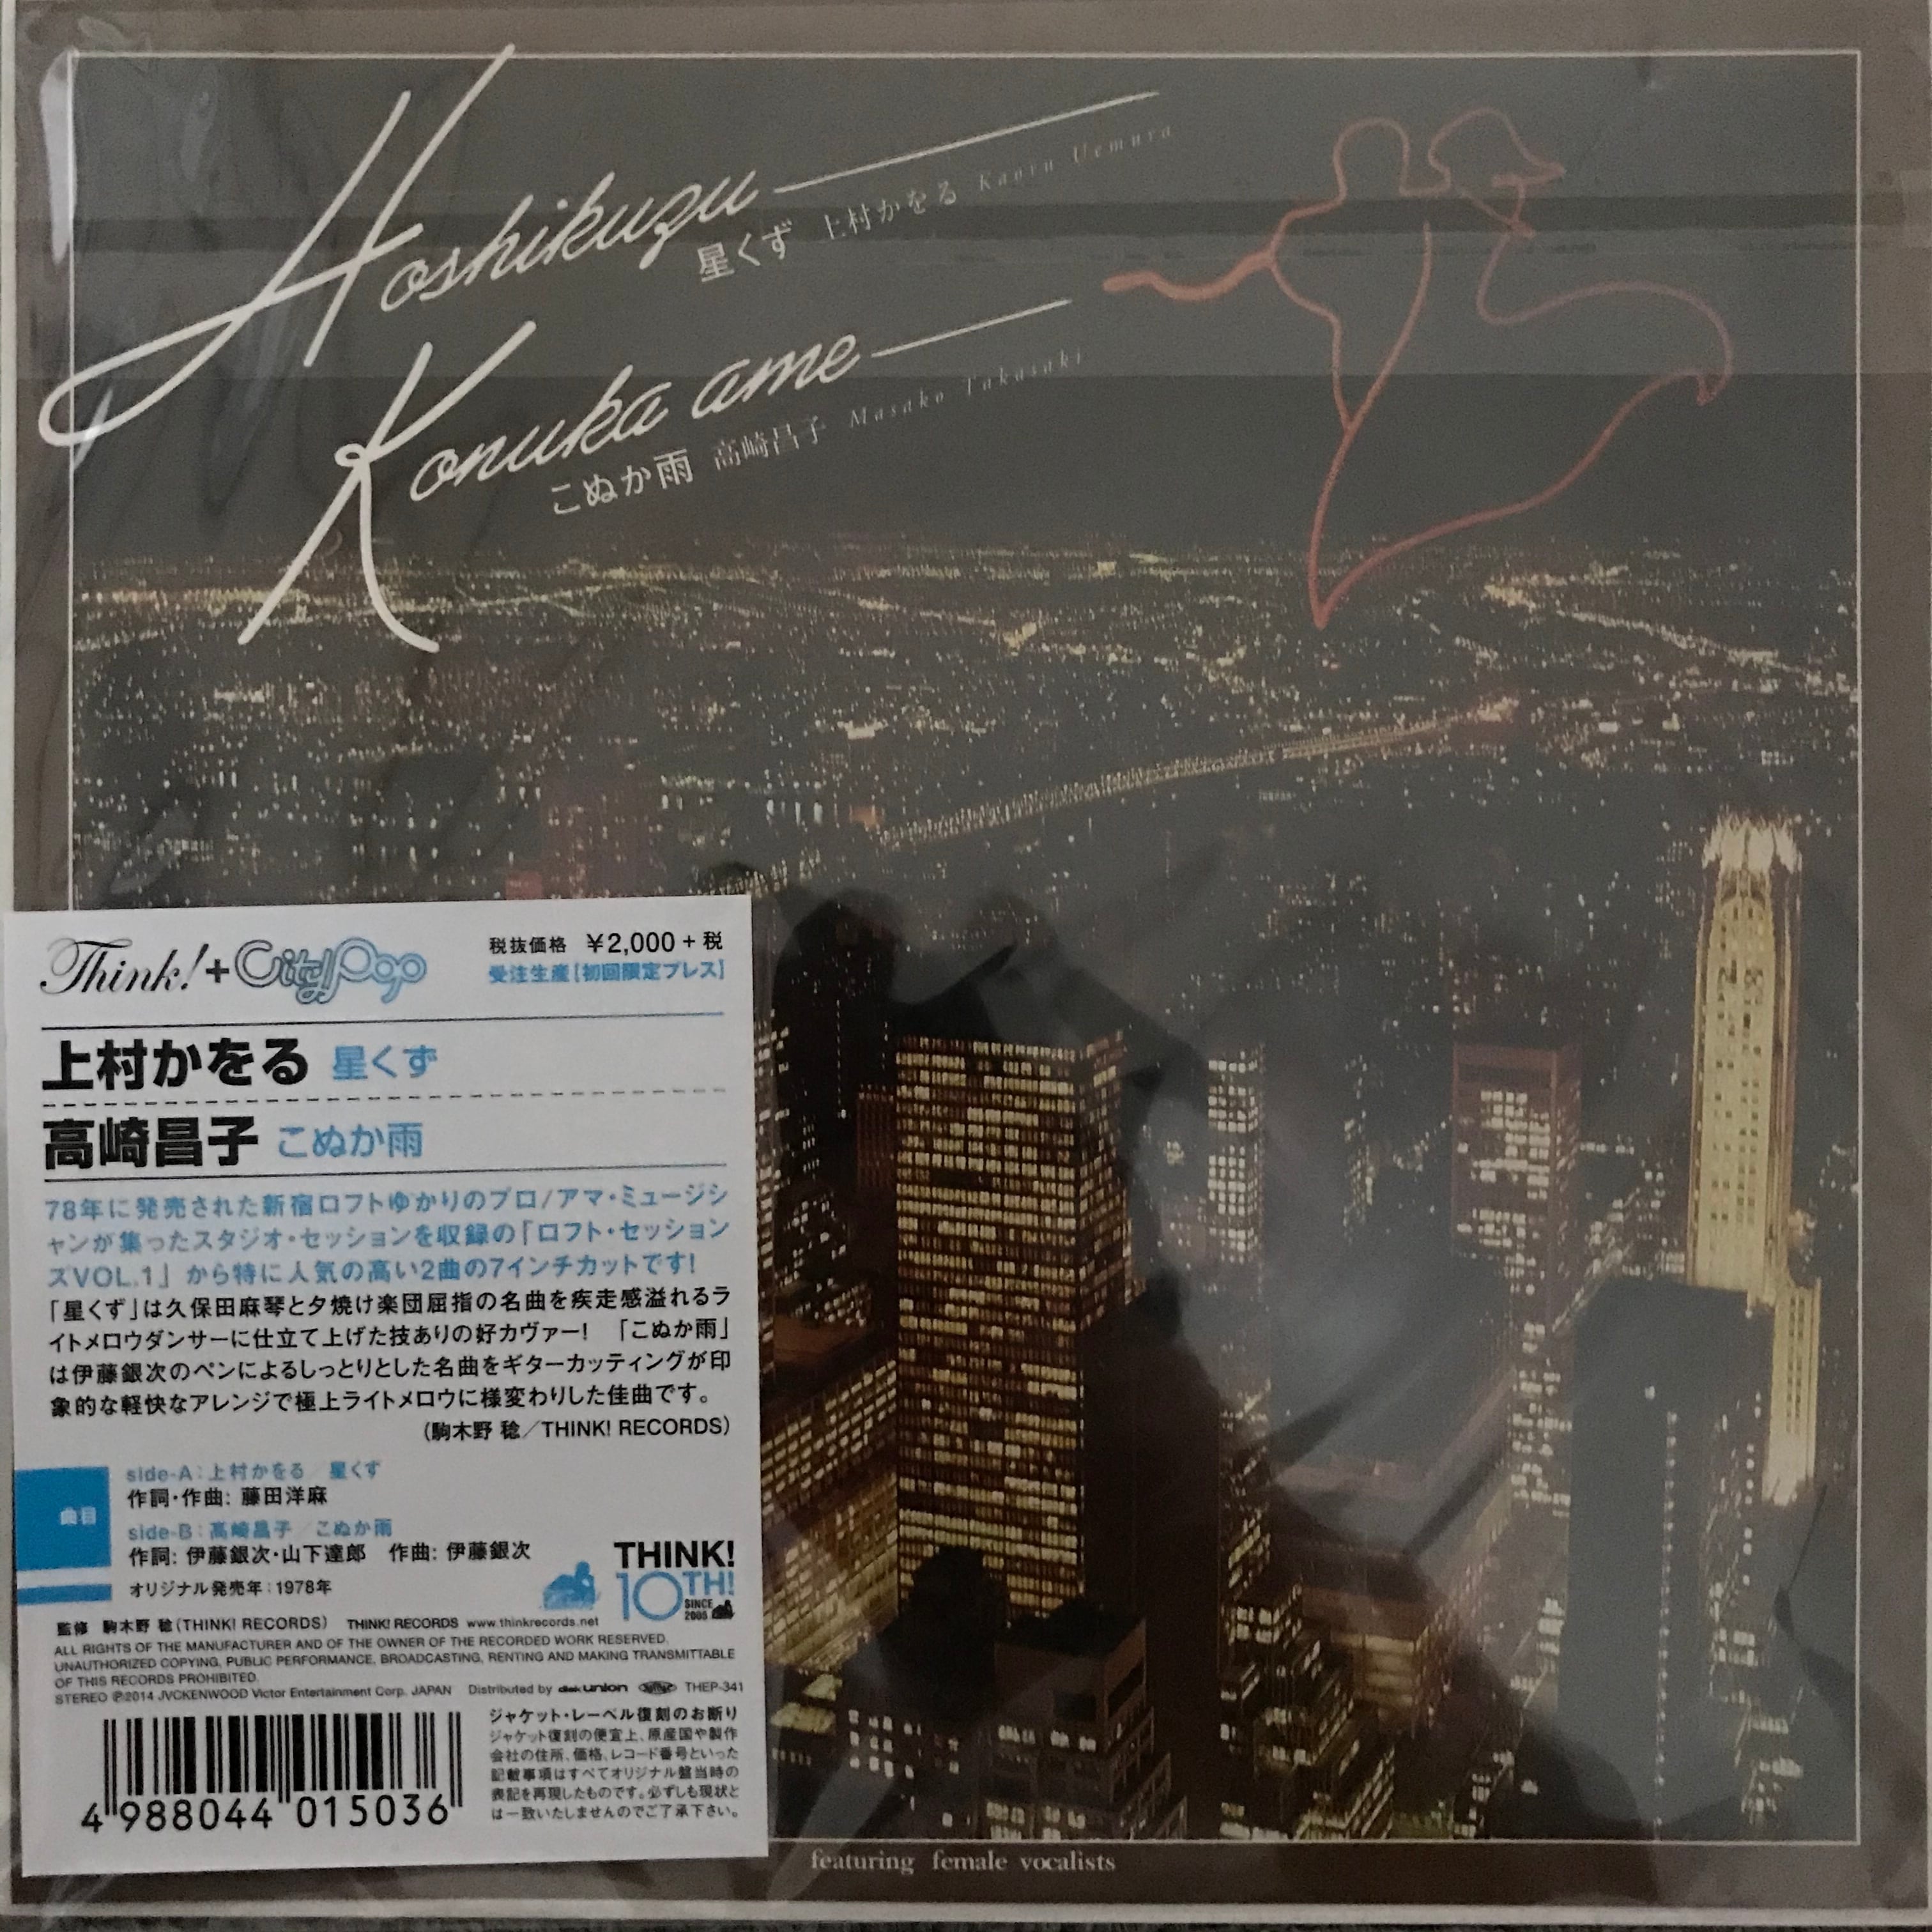 Hoshikuzu
星くず 上村かをる Kaoru Uemura
Konuka ame
こぬか雨 高崎昌子 Masako Takasaki
Think!+City Pop
税抜価格 ¥2,000+税
受注生産[初回限定プレス]
上村かをる 星くず
高崎昌子 こぬか雨
78年に発売された新宿ロフトゆかりのプロ/アマ・ミュージシ
ャンが集ったスタジオ・セッションを収録の「ロフト・セッション
ズVOL.1」から特に人気の高い2曲の7インチカットです!
「星くず」は久保田麻琴と夕焼け楽団屈指の名曲を疾走感溢れるラ
イトメロウダンサーに仕立て上げた技ありの好カヴァー! 「こぬか雨」
は伊藤銀次のペンによるしっとりとした名曲をギターカッティングが印
象的な軽快なアレンジで極上ライトメロウに様変わりした佳曲です。
(駒木野 稔/THINK! RECORDS)
曲目
side-A:上村かをる/星くず
作詞・作曲: 藤田洋麻
side-B:高崎昌子/こぬか雨
作詞: 伊藤銀次・山下達郎 作曲: 伊藤銀次
オリジナル発売年:1978年
THINK!
10TH!
SINCE
2005
監修 駒木野 稔(THINK! RECORDS) THINK! RECORDS www.thinkrecords.net
ALL RIGHTS OF THE MANUFACTURER AND OF THE OWNER OF THE RECORDED WORK RESERVED.
UNAUTHORIZED COPYING, PUBLIC PERFORMANCE, BROADCASTING, RENTING AND MAKING TRANSMITTABLE
OF THIS RECORDS PROHIBITED.
STEREO ℗2014 JVCKENWOOD Victor Entertainment Corp. JAPAN Distributed by diskunion THEP-341
4 988044 015036
ジャケット・レーベル復刻のお断り
ジャケット復刻の便宜上、原産国や製作
会社の住所、価格、レコード番号といった
記載事項はすべてオリジナル盤当時の
表記を再現したものです。必ずしも現状と
は一致いたしませんのでご了承下さい。
featuring female vocalists